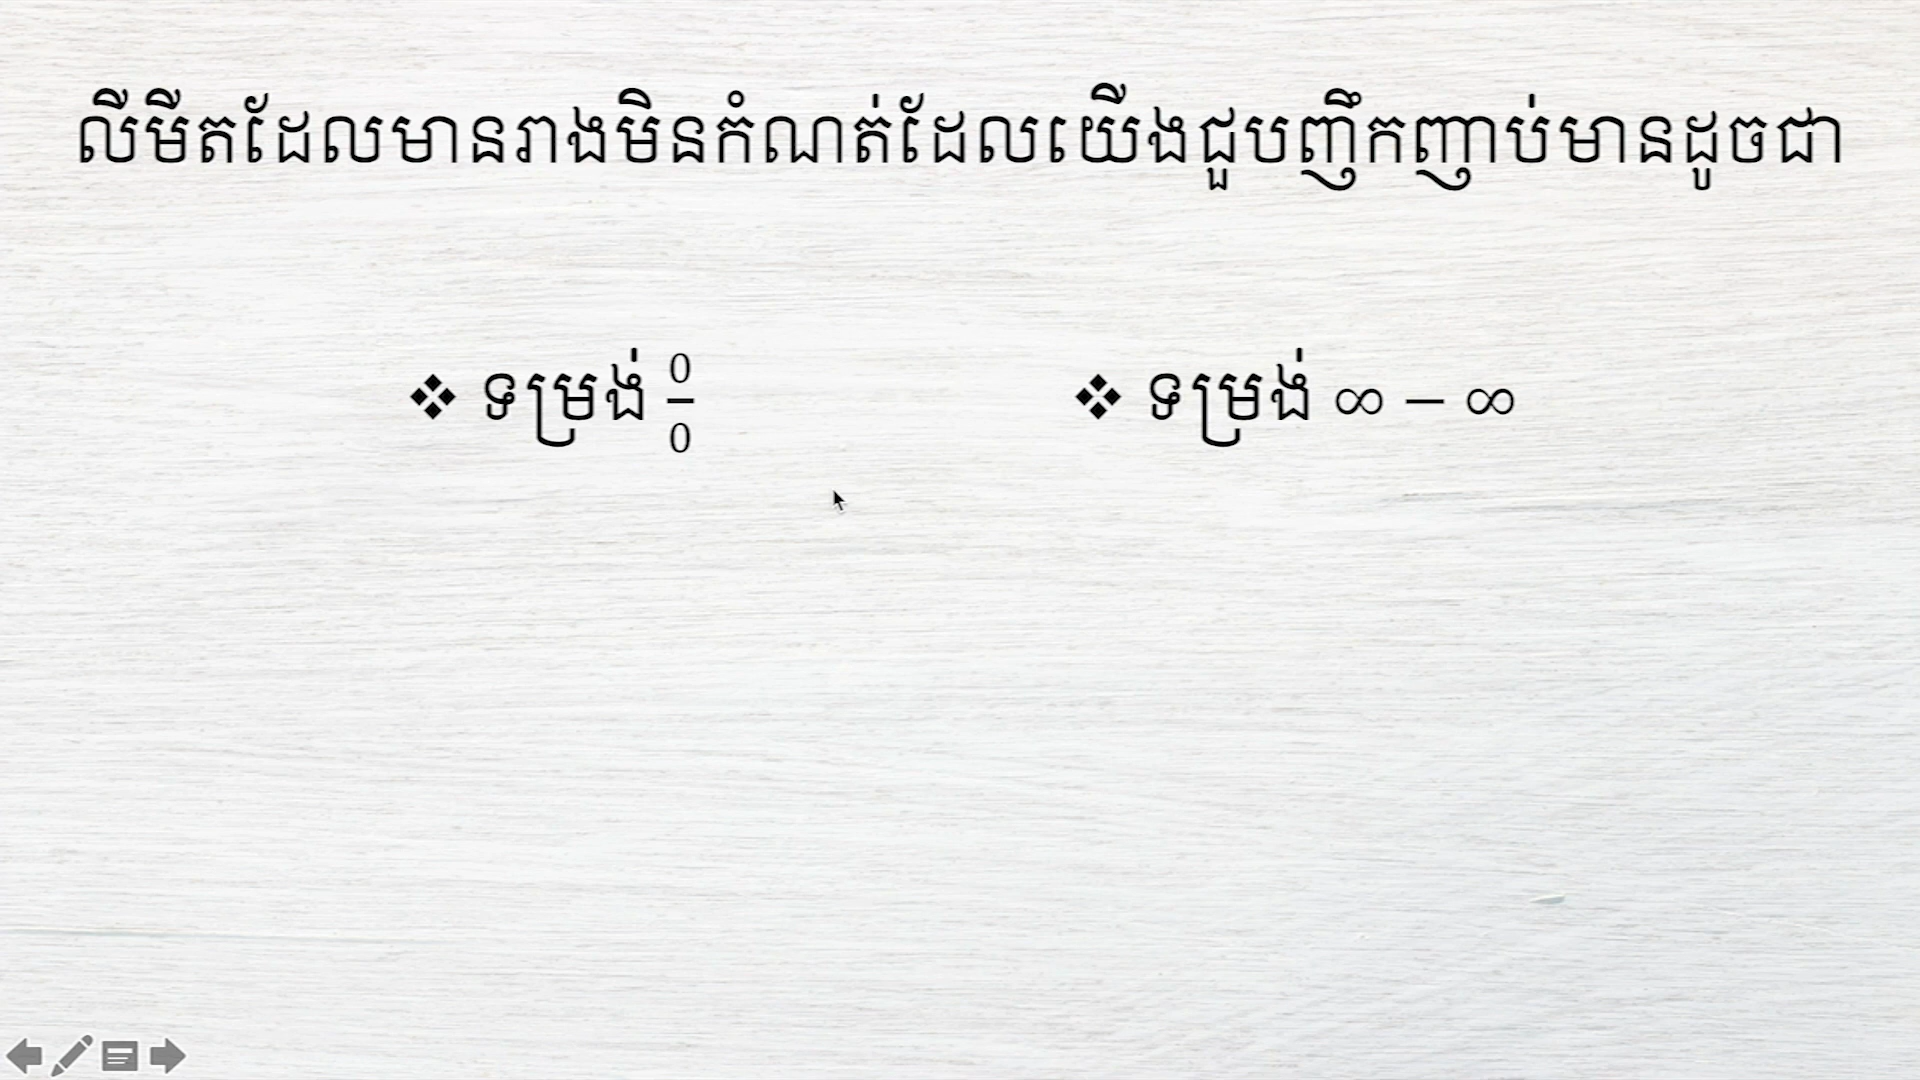 លីមីតដែលមានរាងមិនកំណត់ដែលយើងជួបញឹកញាប់មានដូចជា
❖ ទម្រង់ 0/0
❖ ទម្រង់ ∞ − ∞